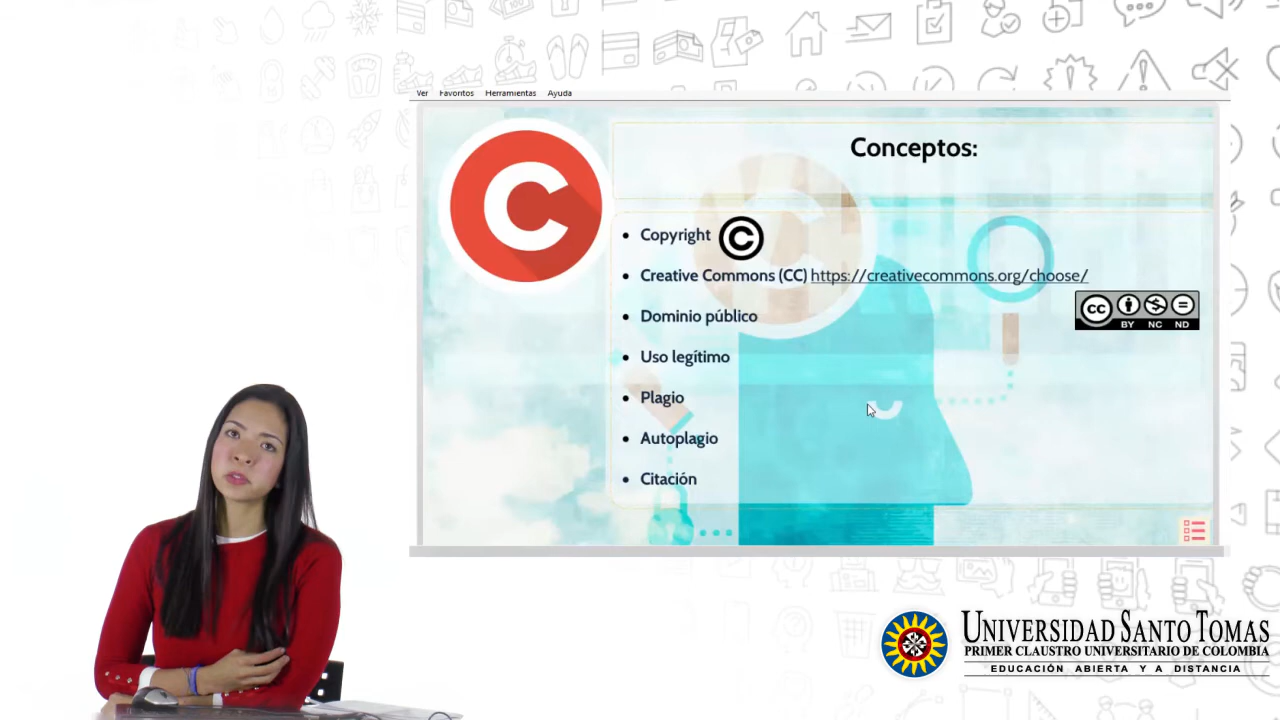 Ver Favoritos Herramientas Ayuda
C
Conceptos:
Copyright ©
Creative Commons (CC) https://creativecommons.org/choose/
cc
BY NC ND
Dominio público
Uso legítimo
Plagio
Autoplagio
Citación
UNIVERSIDAD SANTO TOMAS
PRIMER CLAUSTRO UNIVERSITARIO DE COLOMBIA
EDUCACIÓN ABIERTA Y A DISTANCIA